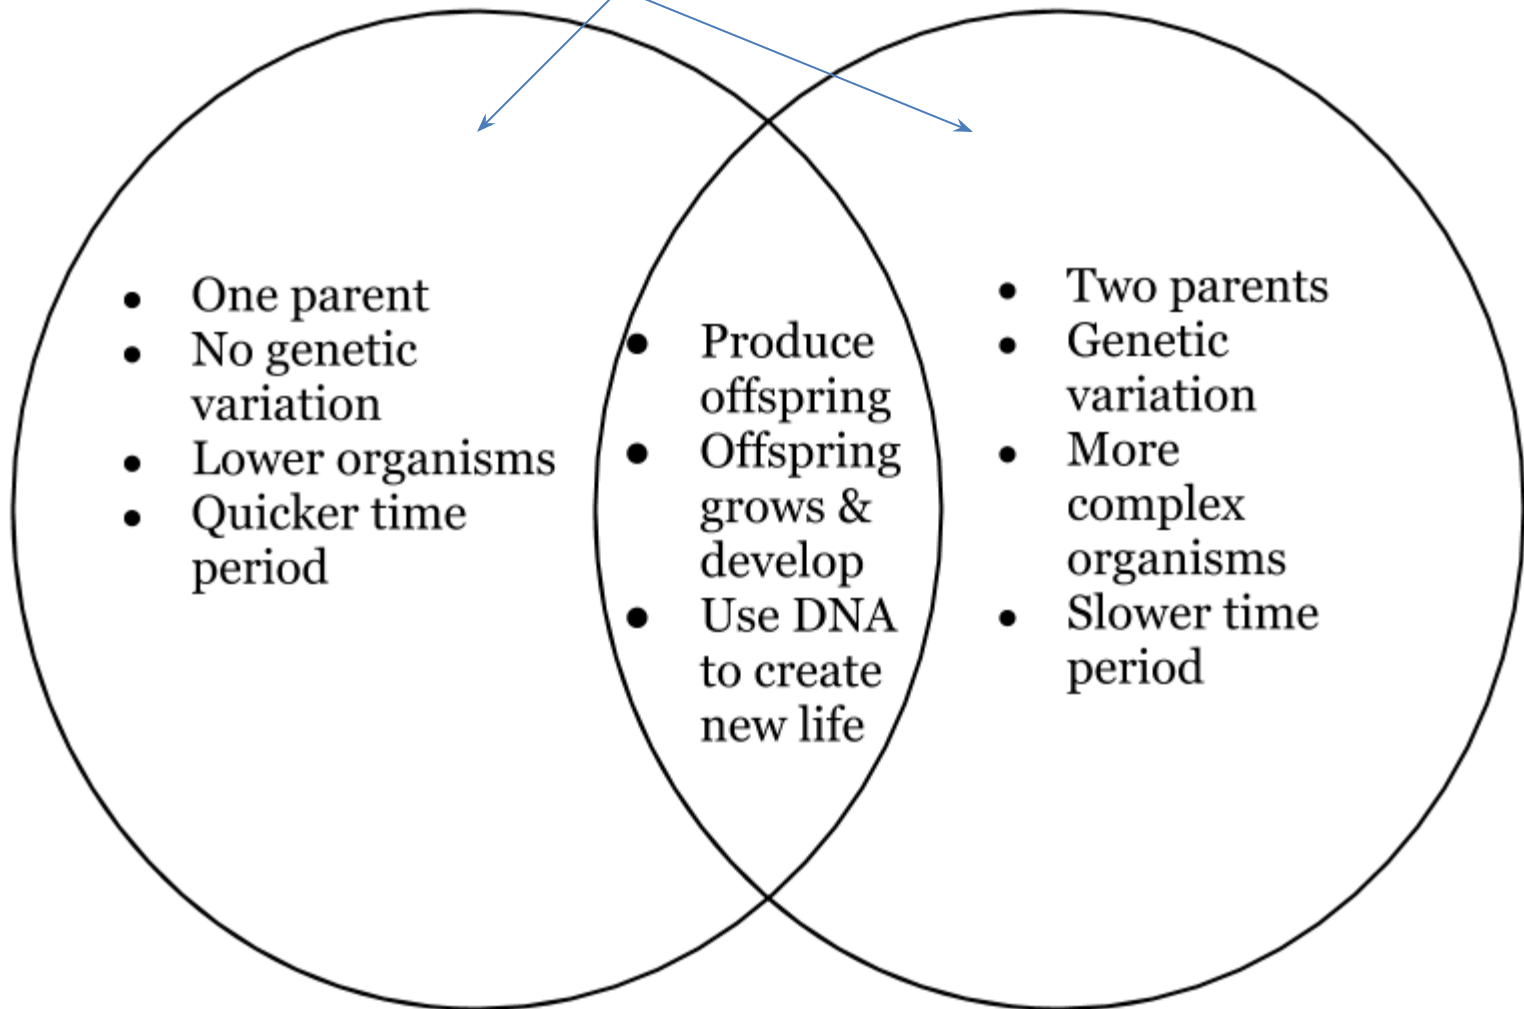 • One parent
• No genetic
variation
• Lower organisms
• Quicker time
period
• Produce
offspring
• Offspring
grows &
develop
• Use DNA
to create
new life
• Two parents
• Genetic
variation
• More
complex
organisms
• Slower time
period